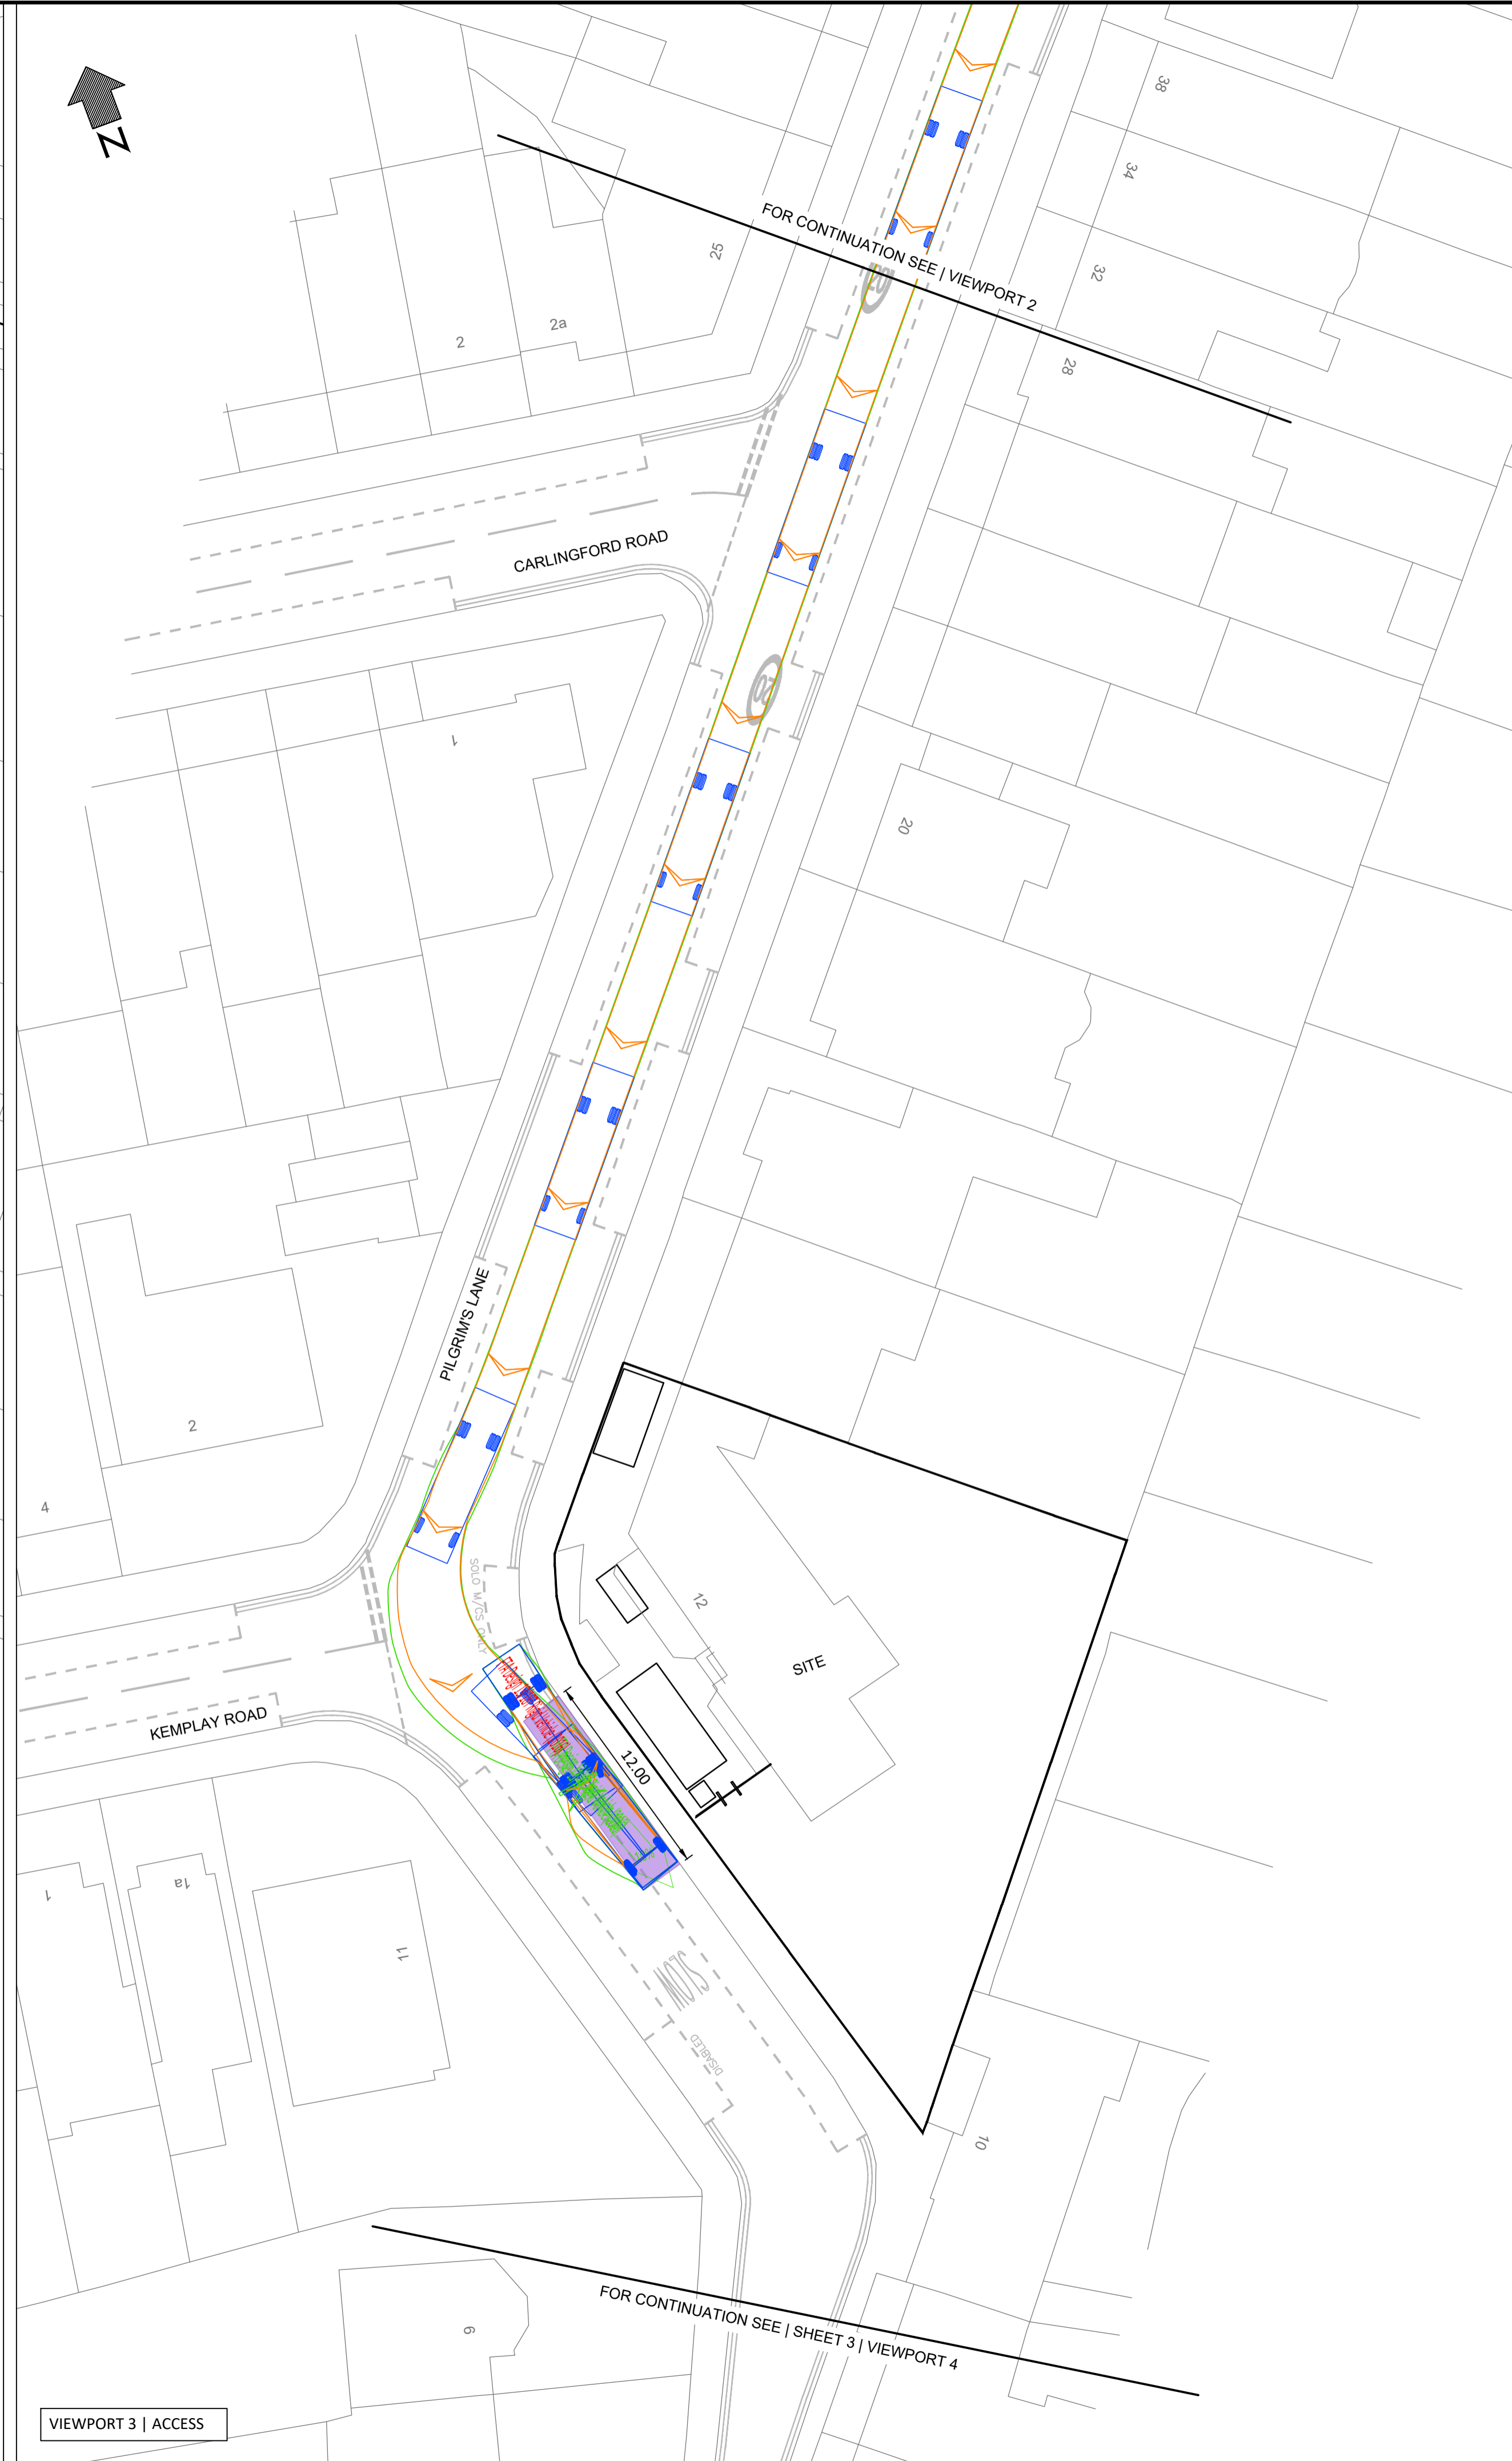 N
38
34
32
28
25
FOR CONTINUATION SEE | VIEWPORT 2
2
2a
20
CARLINGFORD ROAD
20
1
PILGRIM'S LANE
2
4
SOLO M/CS ONLY
12
SITE
KEMPLAY ROAD
12.00
1
1a
11
SLOW
DISABLED
10
FOR CONTINUATION SEE | SHEET 3 | VIEWPORT 4
6
VIEWPORT 3 | ACCESS